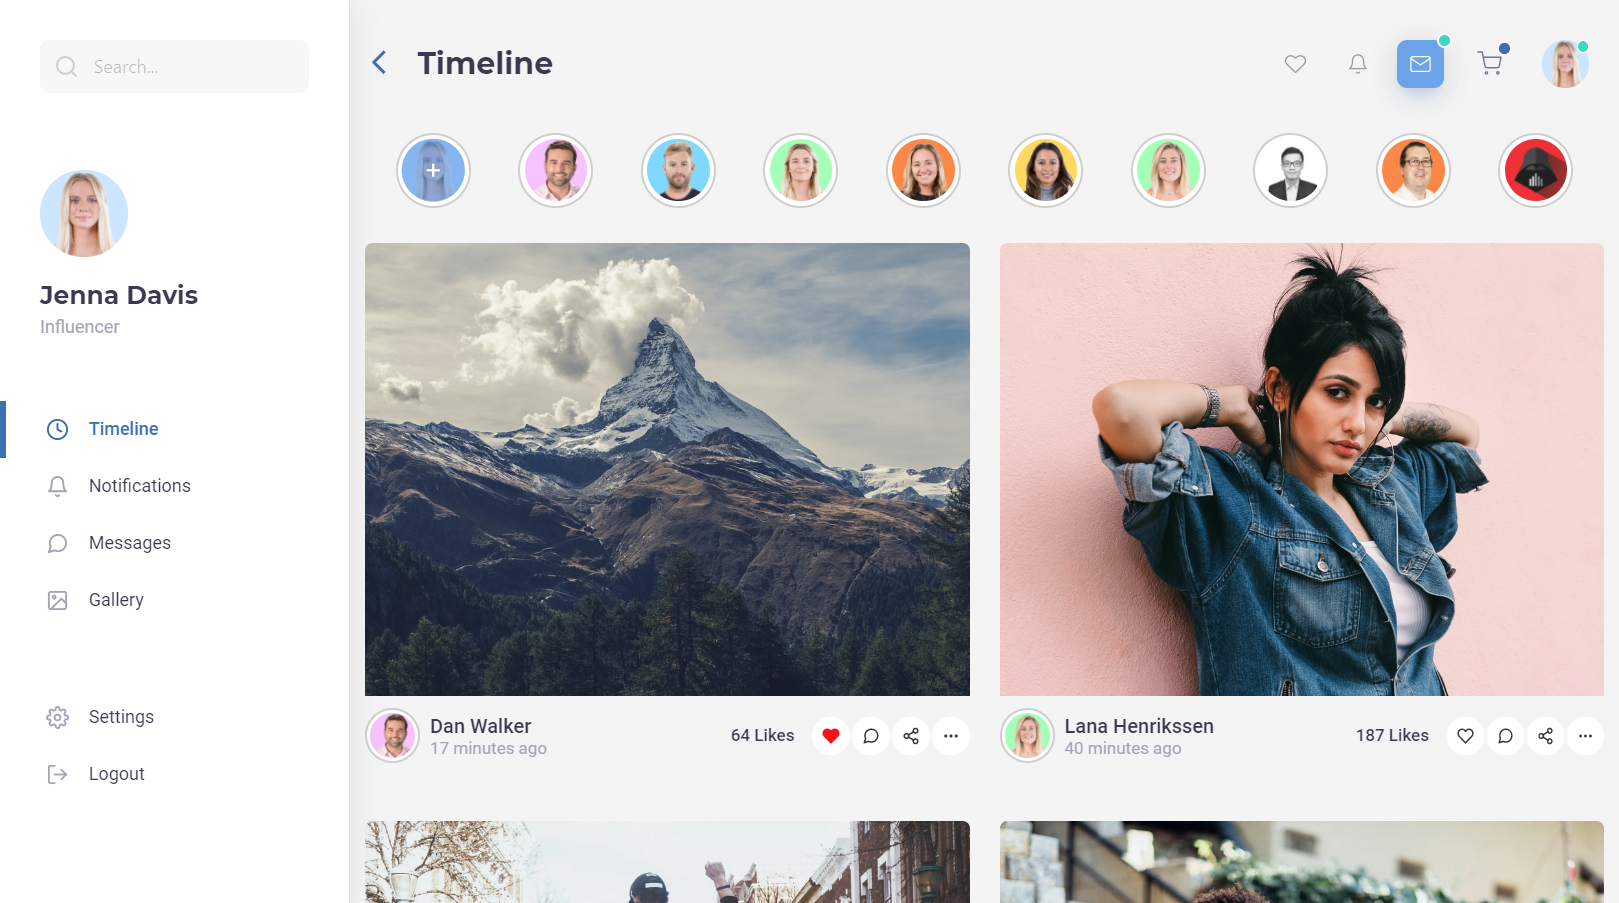 Search...
Timeline
Jenna Davis
Influencer
Timeline
Notifications
Messages
Gallery
Settings
Logout
Dan Walker
17 minutes ago
64 Likes
Lana Henrikssen
40 minutes ago
187 Likes